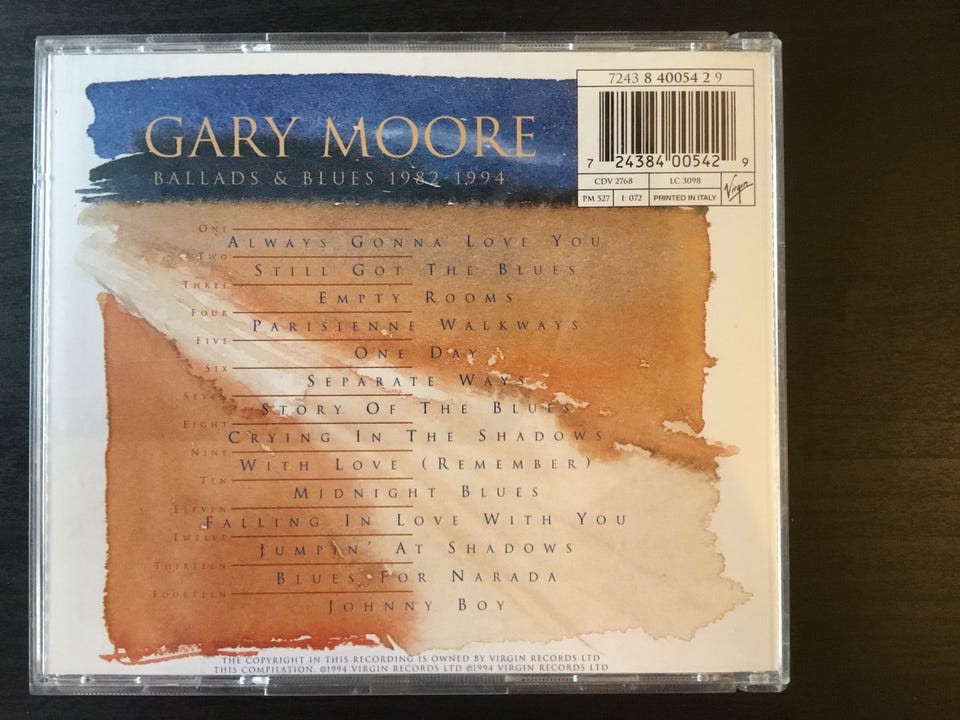 7243 8 40054 2 9
7 24384 00542 9
CDV 2768 LC 3098
PM 527 1: 072 PRINTED IN ITALY Virgin
GARY MOORE
BALLADS & BLUES 1982-1994
ONE
ALWAYS GONNA LOVE YOU
TWO
STILL GOT THE BLUES
THREE
EMPTY ROOMS
FOUR
PARISIENNE WALKWAYS
FIVE
ONE DAY
SIX
SEPARATE WAYS
SEVEN
STORY OF THE BLUES
EIGHT
CRYING IN THE SHADOWS
NINE
WITH LOVE (REMEMBER)
TEN
MIDNIGHT BLUES
ELEVEN
FALLING IN LOVE WITH YOU
TWELVE
JUMPIN' AT SHADOWS
THIRTEEN
BLUES FOR NARADA
FOURTEEN
JOHNNY BOY
THE COPYRIGHT IN THIS RECORDING IS OWNED BY VIRGIN RECORDS LTD
THIS COMPILATION: ©1994 VIRGIN RECORDS LTD ℗1994 VIRGIN RECORDS LTD